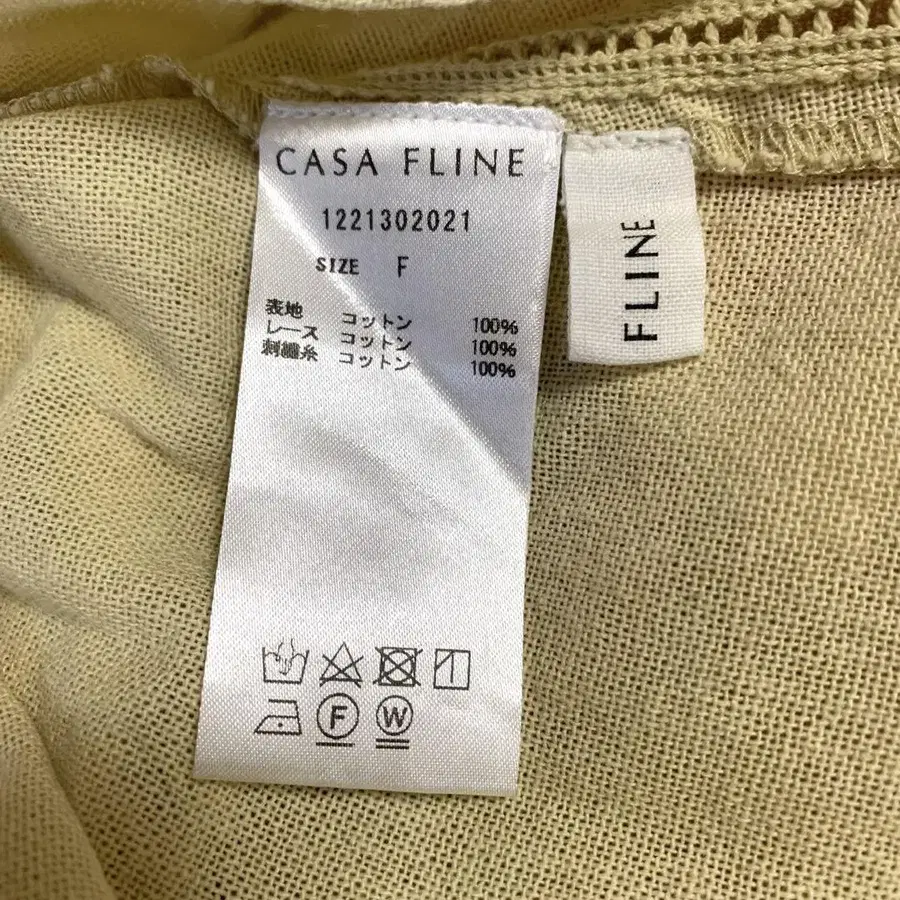 CASA FLINE
1221302021
SIZE F
表地 コットン 100%
レース コットン 100%
刺繍糸 コットン 100%
F
W
FLINE